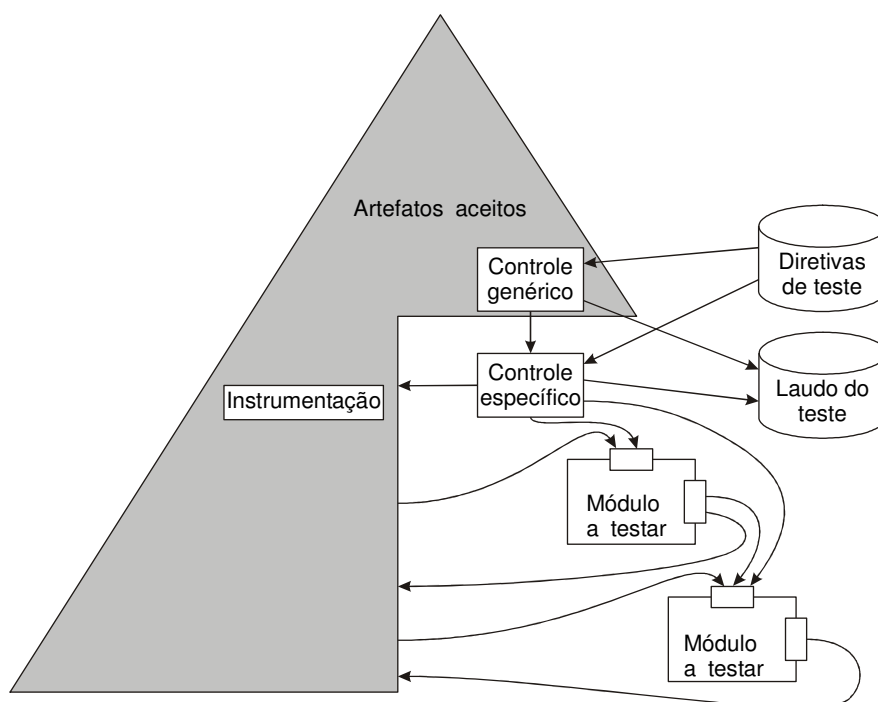 Artefatos aceitos
Controle
genérico
Diretivas
de teste
Controle
específico
Laudo do
teste
Instrumentação
Módulo
a testar
Módulo
a testar